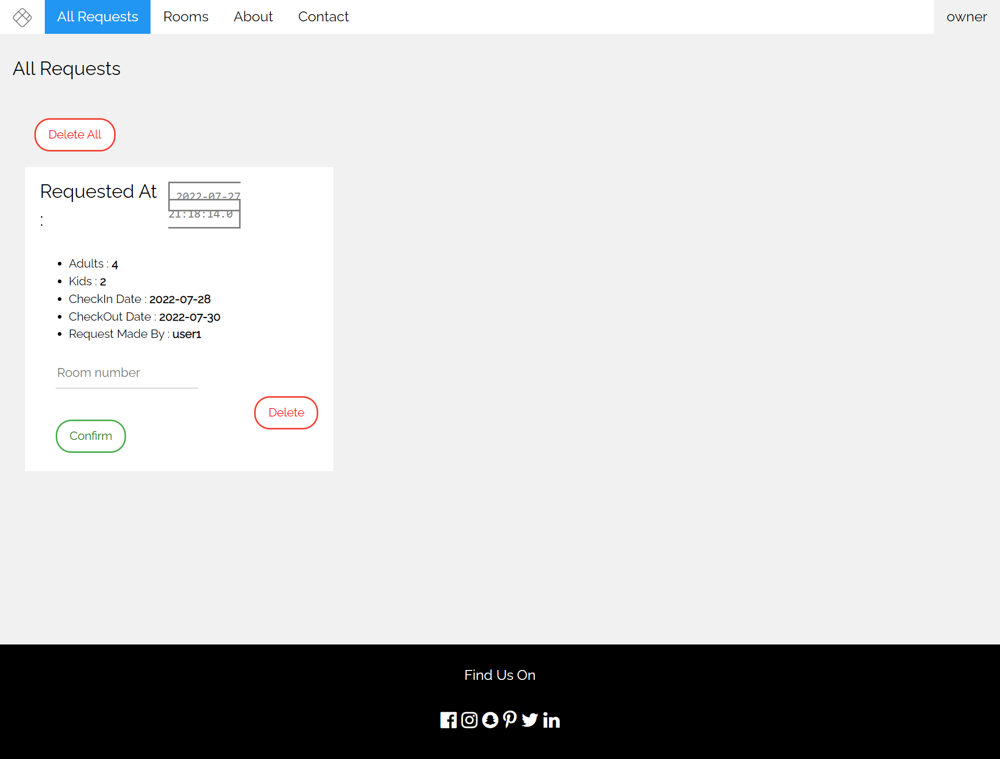 All Requests Rooms About Contact owner
All Requests
Delete All
Requested At 2022-07-27
: 21:18:14.0
Adults : 4
Kids : 2
CheckIn Date : 2022-07-28
CheckOut Date : 2022-07-30
Request Made By : user1
Room number
Delete
Confirm
Find Us On